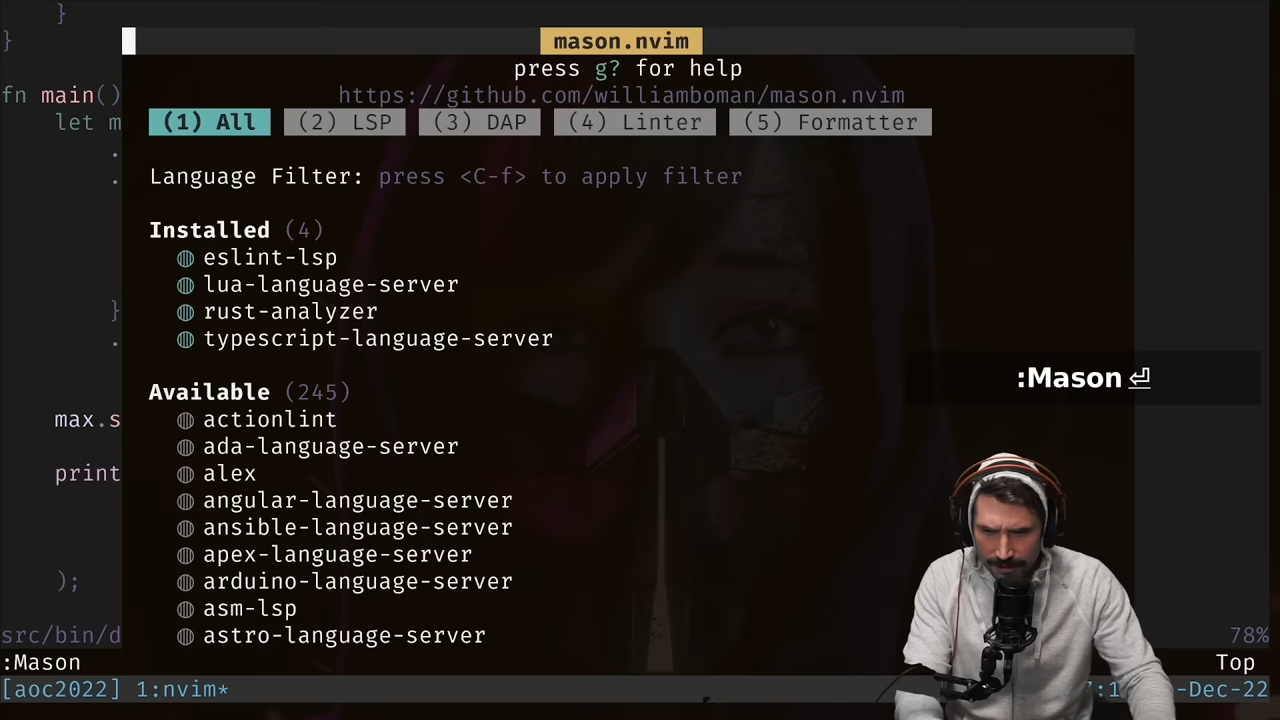 }
}
mason.nvim
press g? for help
fn main()
https://github.com/williamboman/mason.nvim
let m
(1) All (2) LSP (3) DAP (4) Linter (5) Formatter
.
.
Language Filter: press <C-f> to apply filter
Installed (4)
eslint-lsp
lua-language-server
rust-analyzer
}
typescript-language-server
.
:Mason ⏎
Available (245)
max.s
actionlint
ada-language-server
print
alex
angular-language-server
ansible-language-server
apex-language-server
);
arduino-language-server
asm-lsp
src/bin/d
astro-language-server
78%
:Mason
Top
[aoc2022] 1:nvim*
7:1
-Dec-22